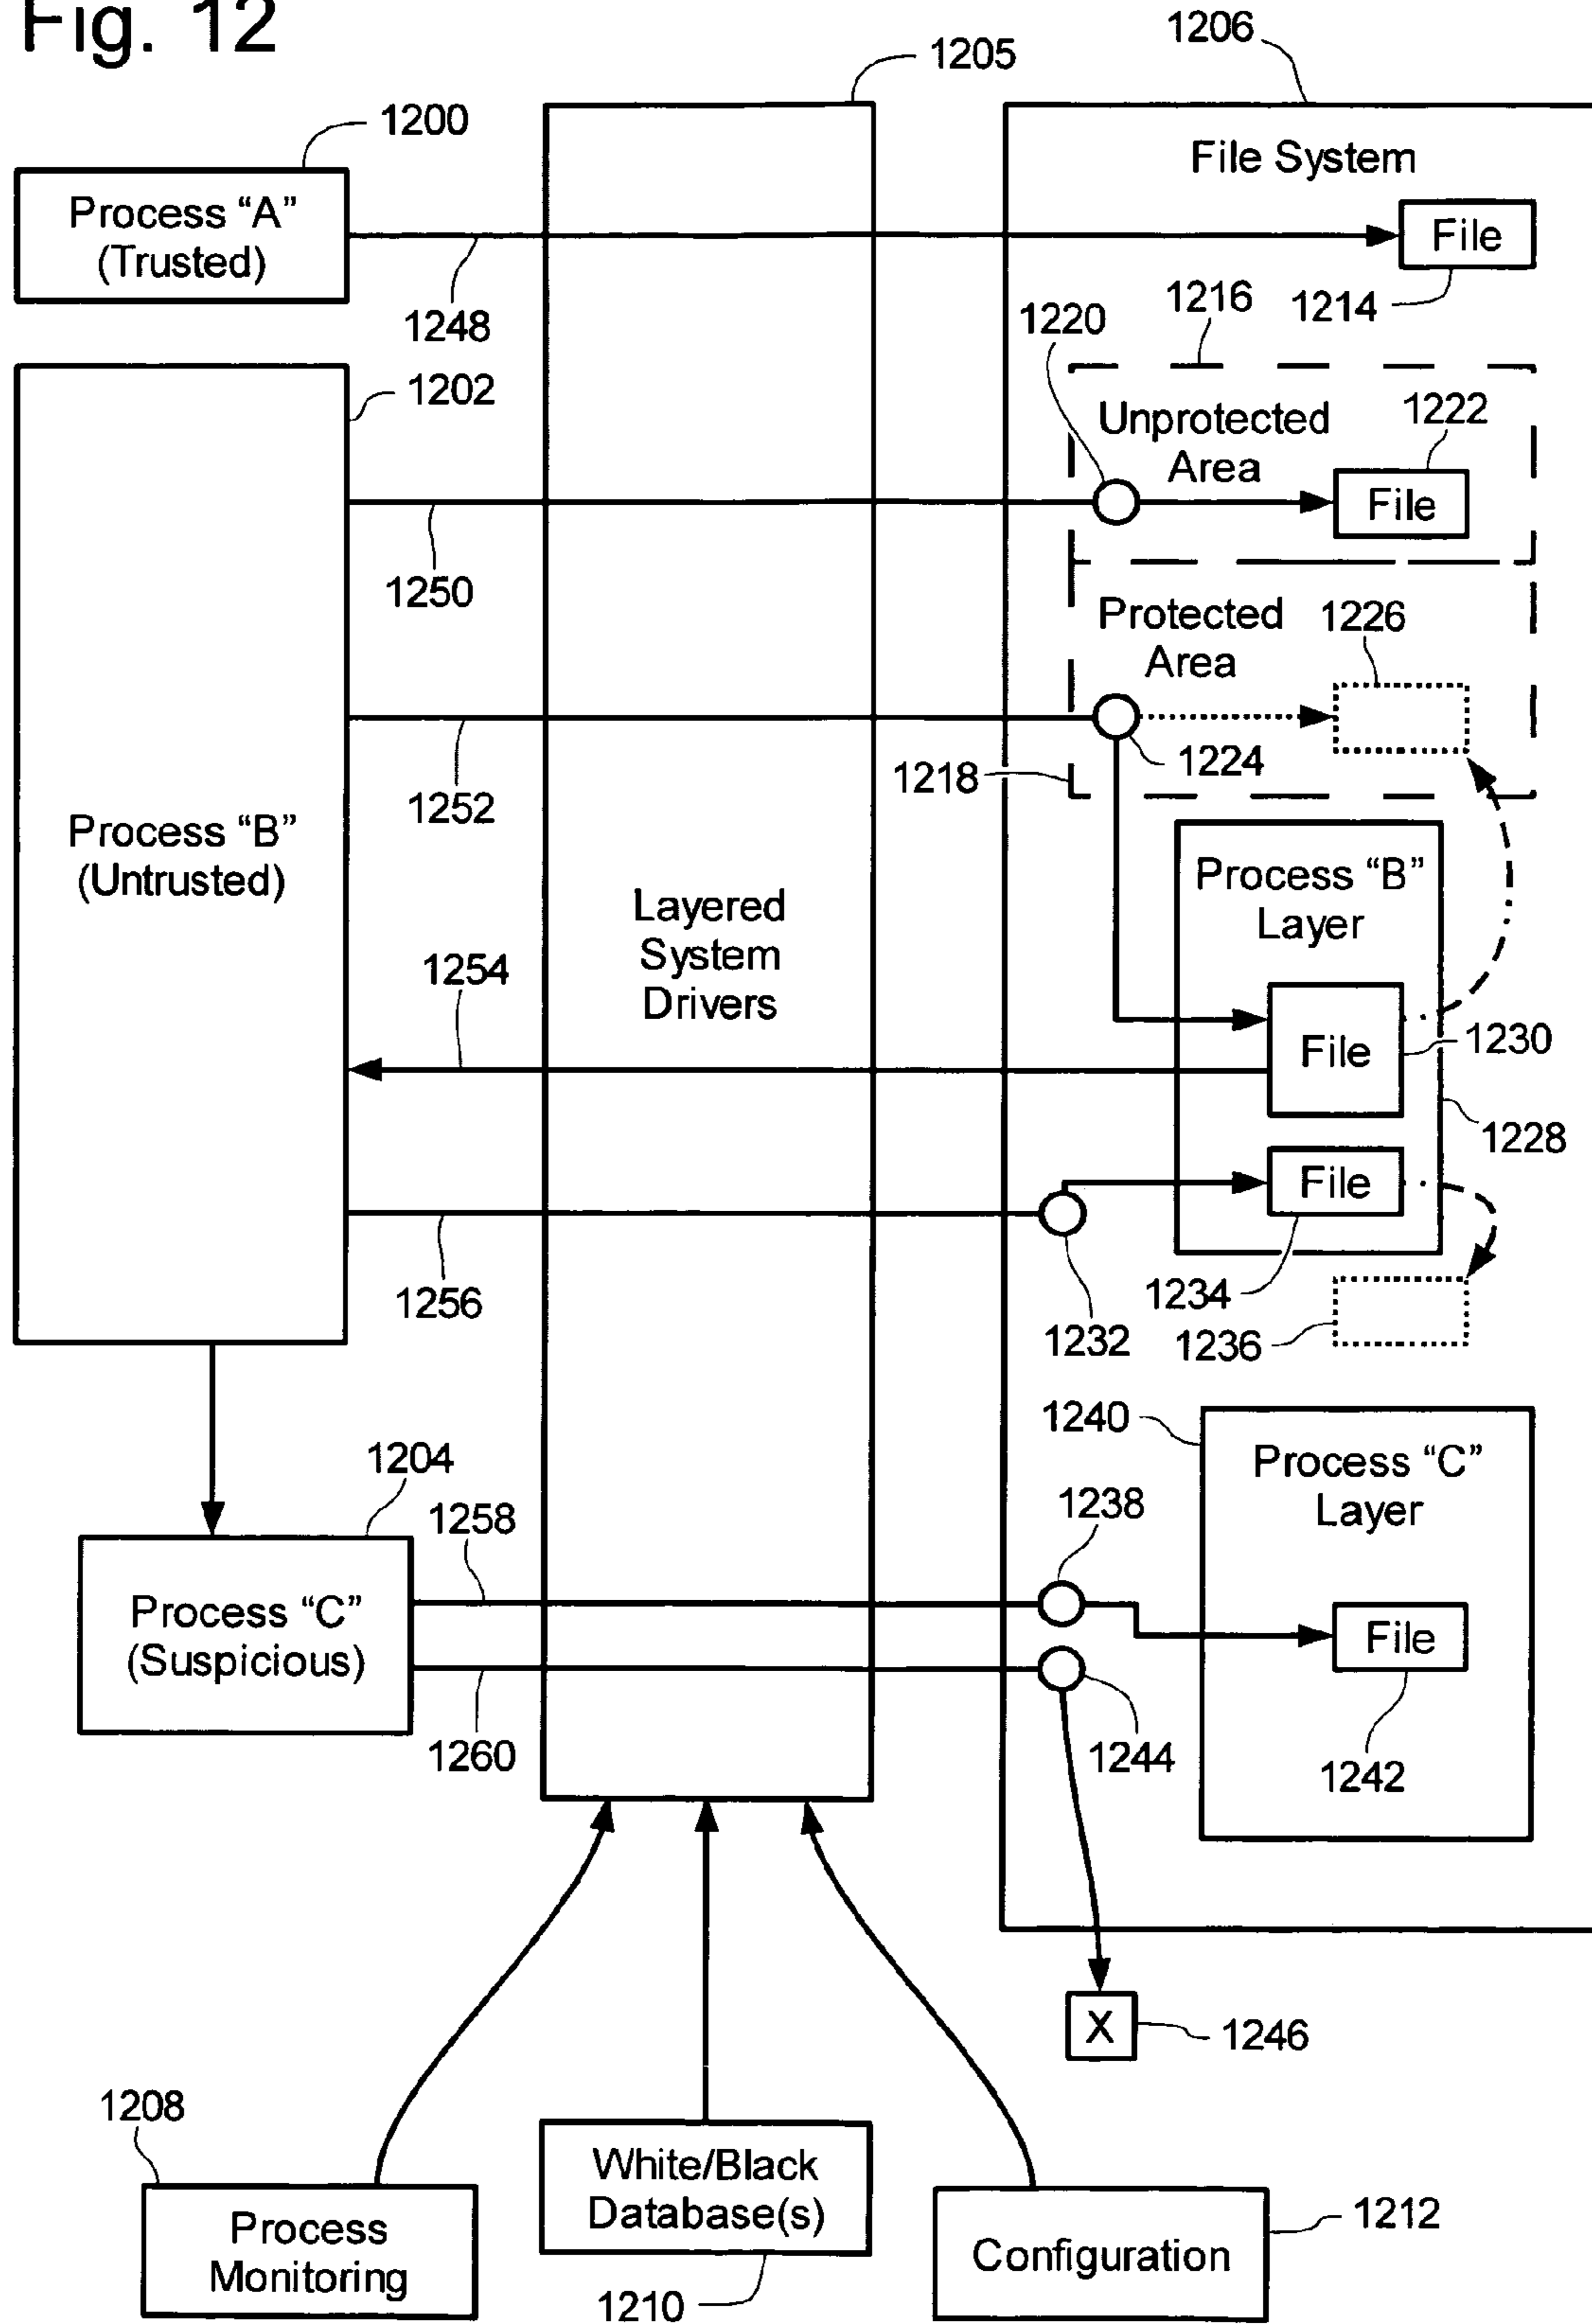 Fig. 12
1205
1206
1200
File System
Process “A”
(Trusted)
File
1248
1216
1214
1220
1202
Unprotected
Area
1222
File
1250
Protected
Area
1226
1224
1218
1252
Process “B”
(Untrusted)
Process “B”
Layer
Layered
System
Drivers
1254
File
1230
1228
File
1256
1234
1232
1236
1240
Process “C”
Layer
1204
1258
1238
Process “C”
(Suspicious)
File
1260
1244
1242
X
1246
1208
White/Black
Database(s)
1212
Process
Monitoring
Configuration
1210